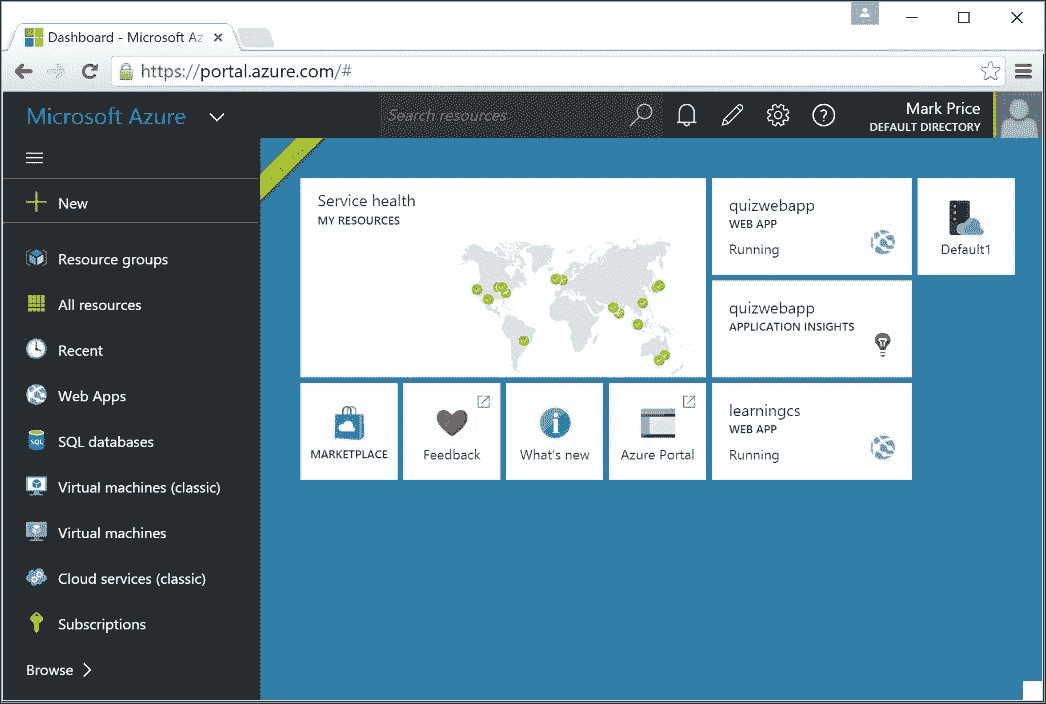 Dashboard - Microsoft Az
https://portal.azure.com/#
Microsoft Azure
Search resources
Mark Price
DEFAULT DIRECTORY
New
Resource groups
All resources
Recent
Web Apps
SQL
SQL databases
Virtual machines (classic)
Virtual machines
Cloud services (classic)
Subscriptions
Browse
Service health
MY RESOURCES
quizwebapp
WEB APP
Running
Default1
quizwebapp
APPLICATION INSIGHTS
MARKETPLACE
Feedback
What's new
Azure Portal
learningcs
WEB APP
Running